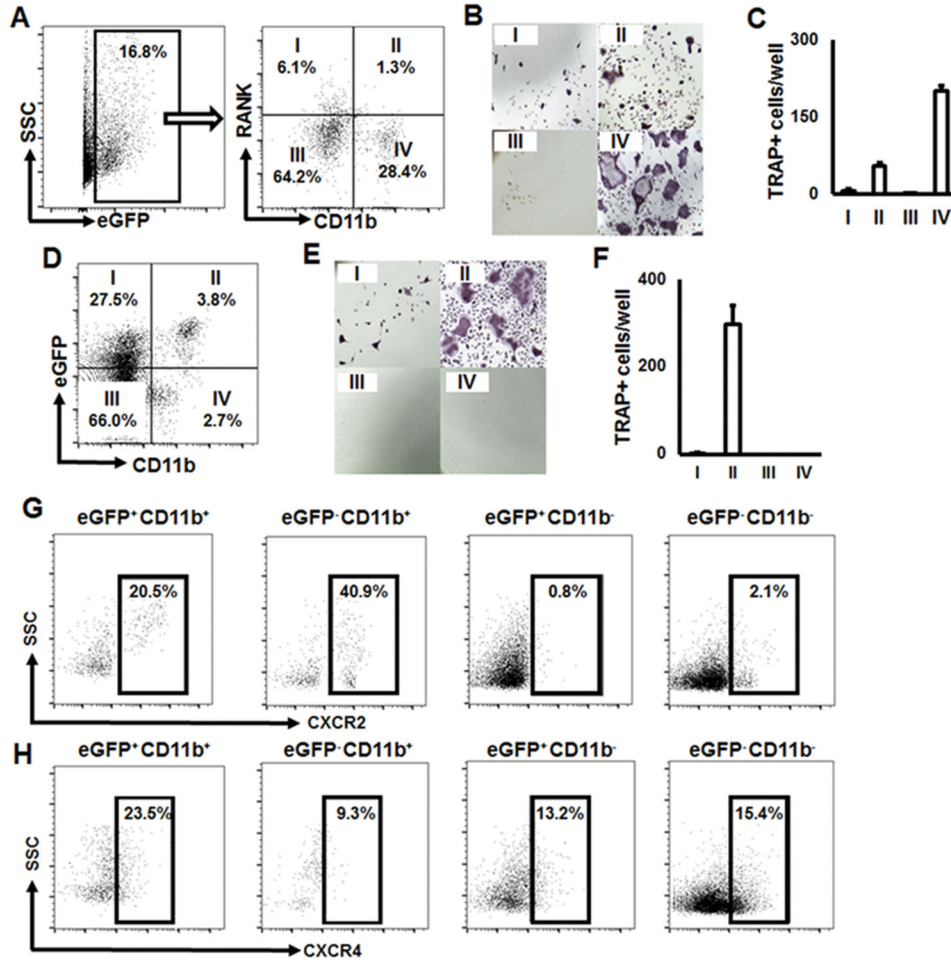 A
SSC
eGFP
16.8%
RANK
CD11b
I
6.1%
II
1.3%
III
64.2%
IV
28.4%
B
I
II
III
IV
C
TRAP+ cells/well
300
150
0
I II III IV
D
eGFP
CD11b
I
27.5%
II
3.8%
III
66.0%
IV
2.7%
E
I
II
III
IV
F
TRAP+ cells/well
400
200
0
I II III IV
G
eGFP⁺CD11b⁺ eGFP⁻CD11b⁺ eGFP⁺CD11b⁻ eGFP⁻CD11b⁻
SSC
20.5% 40.9% 0.8% 2.1%
CXCR2
H
eGFP⁺CD11b⁺ eGFP⁻CD11b⁺ eGFP⁺CD11b⁻ eGFP⁻CD11b⁻
SSC
23.5% 9.3% 13.2% 15.4%
CXCR4